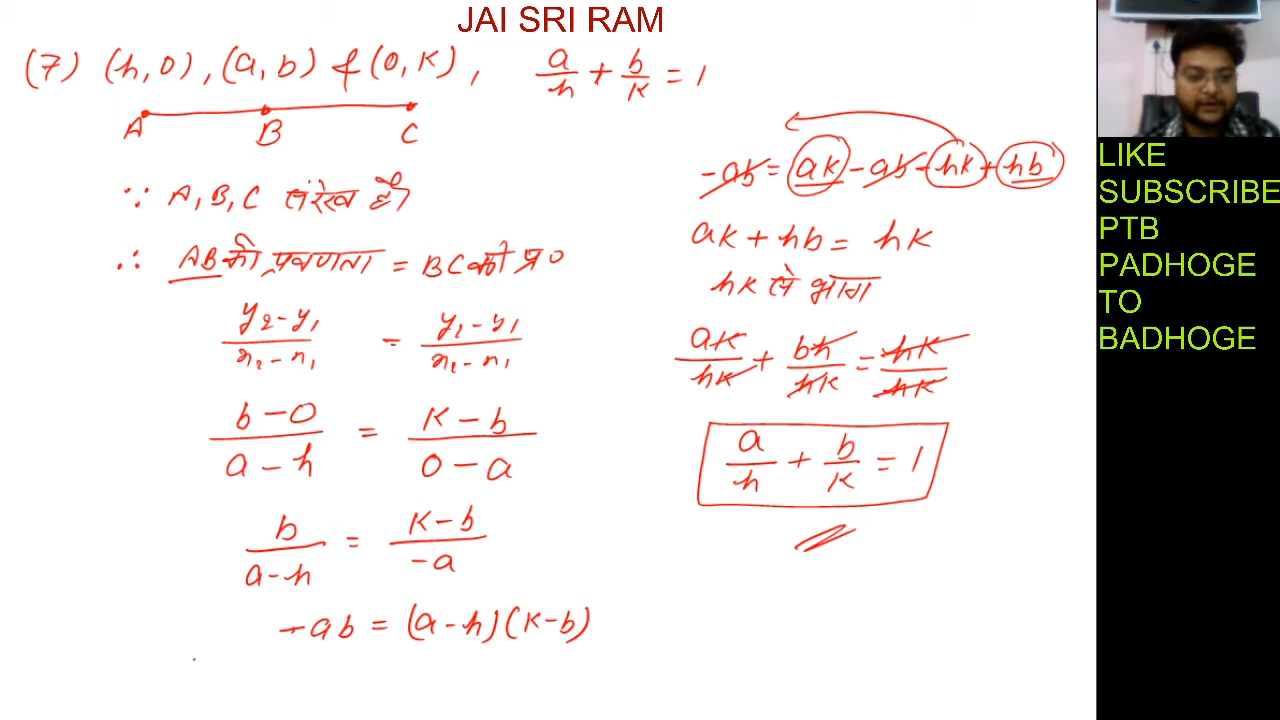 JAI SRI RAM
(7) (h,0), (a,b) & (0,k), a/h + b/k = 1
A B C
∵ A, B, C संरेख हैं
∴ AB की प्रवणता = BC की प्र०
y₂-y₁/x₂-x₁ = y₂-y₁/x₂-x₁
b-0/a-h = k-b/0-a
b/a-h = k-b/-a
-ab = (a-h)(k-b)
-ab = ak - ab - hk + hb
ak + hb = hk
hk से भाग
ak/hk + bh/hk = hk/hk
a/h + b/k = 1
LIKE
SUBSCRIBE
PTB
PADHOGE
TO
BADHOGE